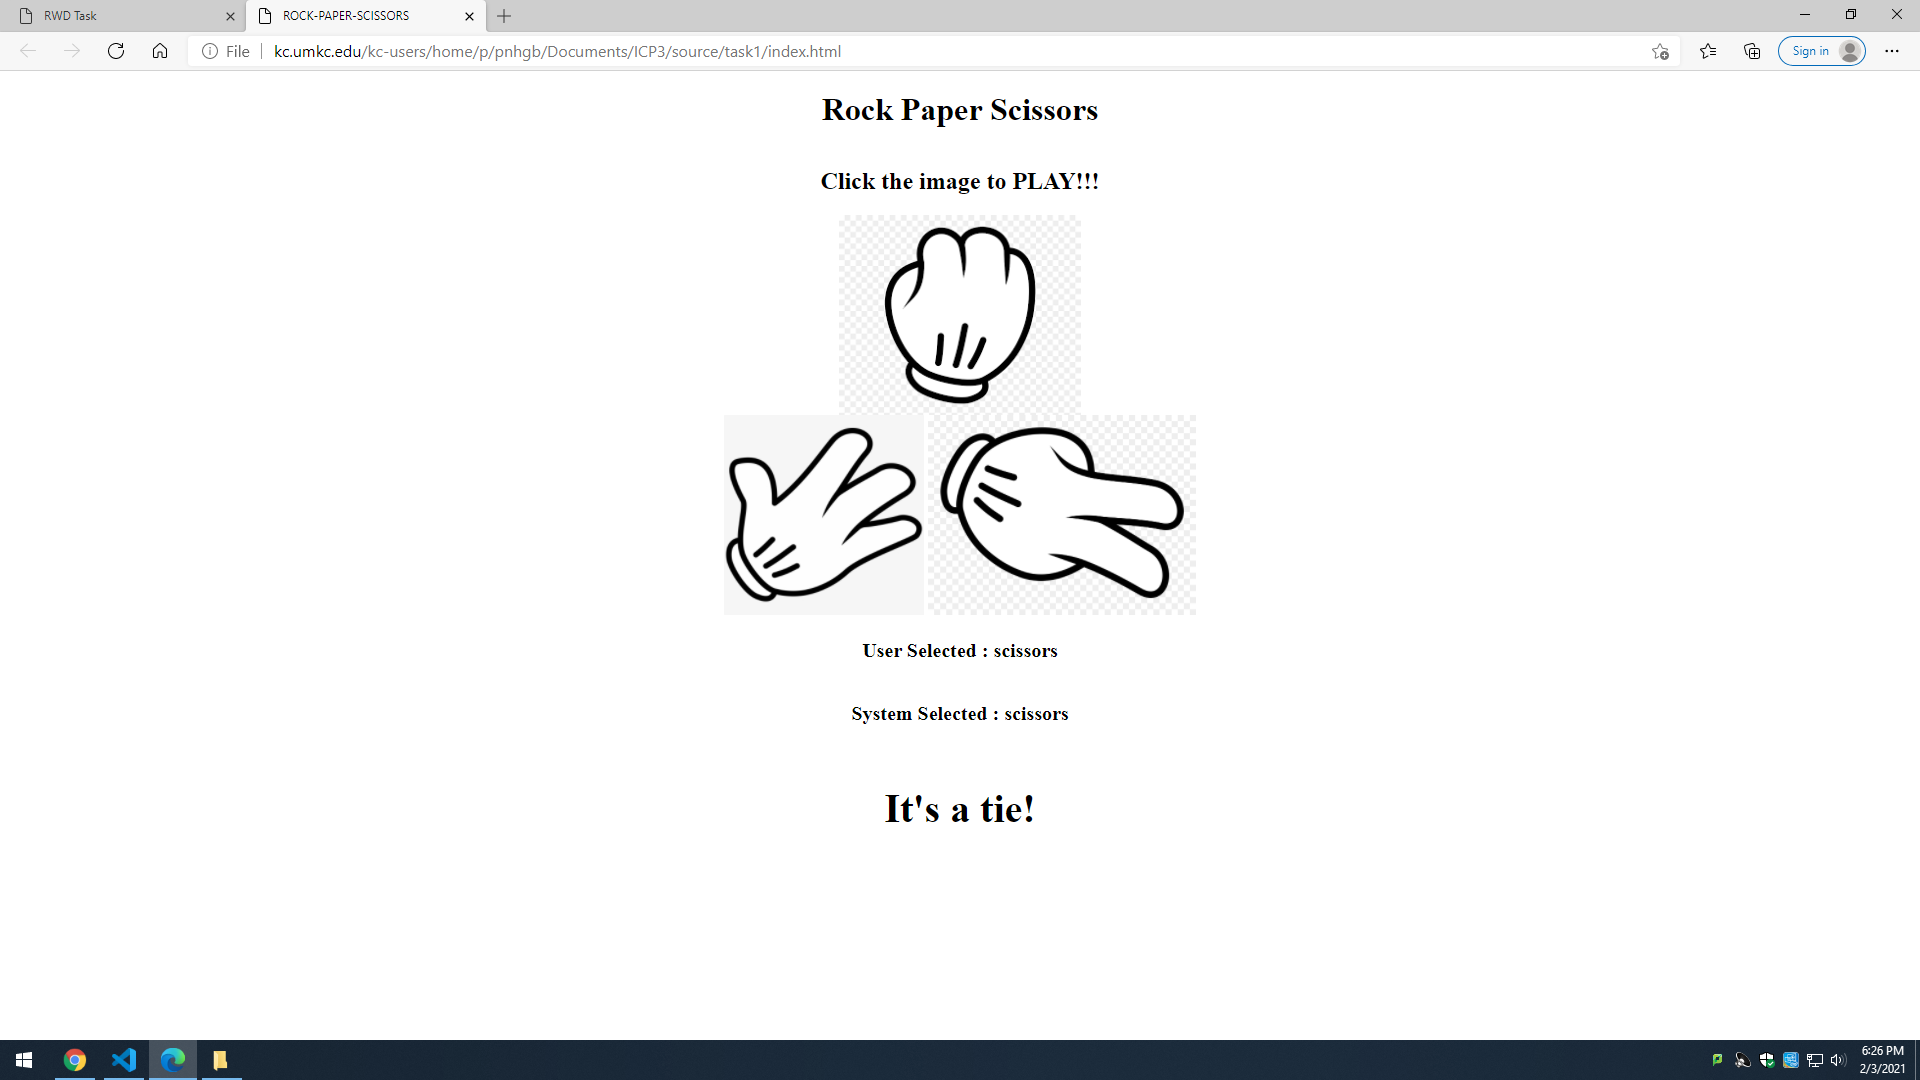 RWD Task
ROCK-PAPER-SCISSORS
File
kc.umkc.edu/kc-users/home/p/pnhgb/Documents/ICP3/source/task1/index.html
Sign in
Rock Paper Scissors
Click the image to PLAY!!!
User Selected : scissors
System Selected : scissors
It's a tie!
6:26 PM
2/3/2021